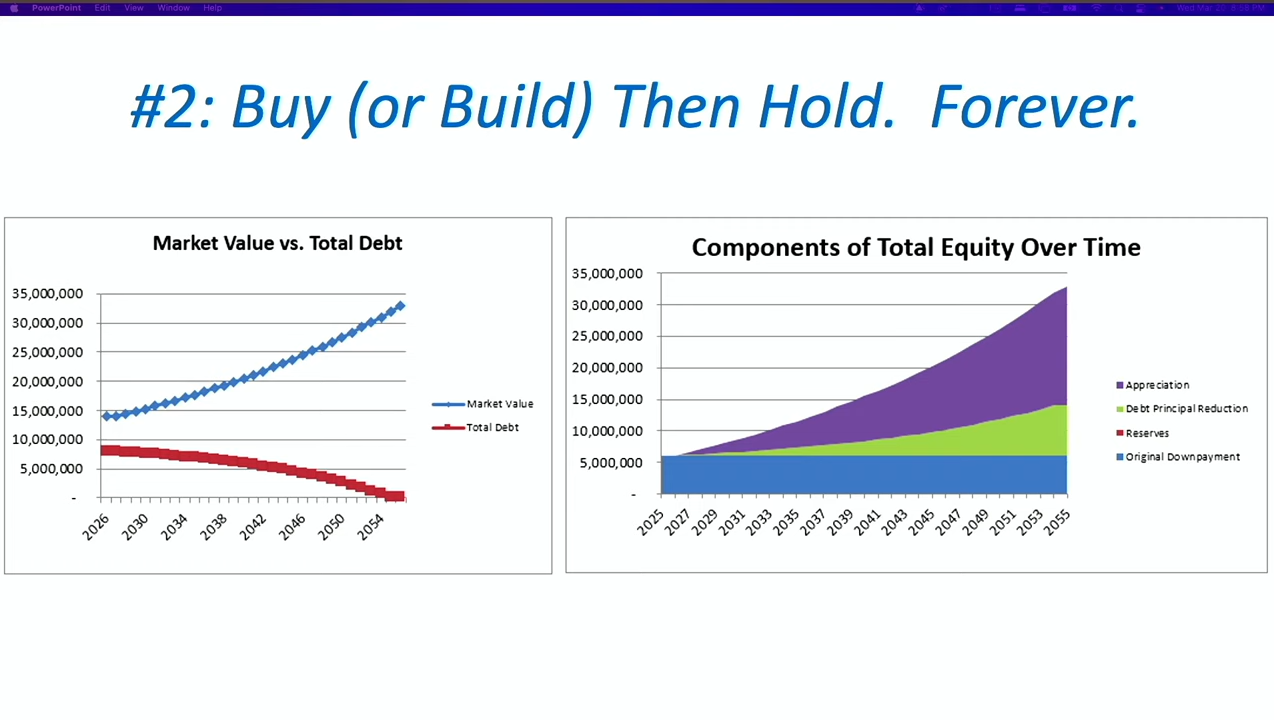 PowerPoint Edit View Window Help
#2: Buy (or Build) Then Hold. Forever.
Market Value vs. Total Debt
35,000,000
30,000,000
25,000,000
20,000,000
15,000,000
10,000,000
5,000,000
-
2026 2030 2034 2038 2042 2046 2050 2054
Market Value
Total Debt
Components of Total Equity Over Time
35,000,000
30,000,000
25,000,000
20,000,000
15,000,000
10,000,000
5,000,000
-
2025 2027 2029 2031 2033 2035 2037 2039 2041 2043 2045 2047 2049 2051 2053 2055
Appreciation
Debt Principal Reduction
Reserves
Original Downpayment